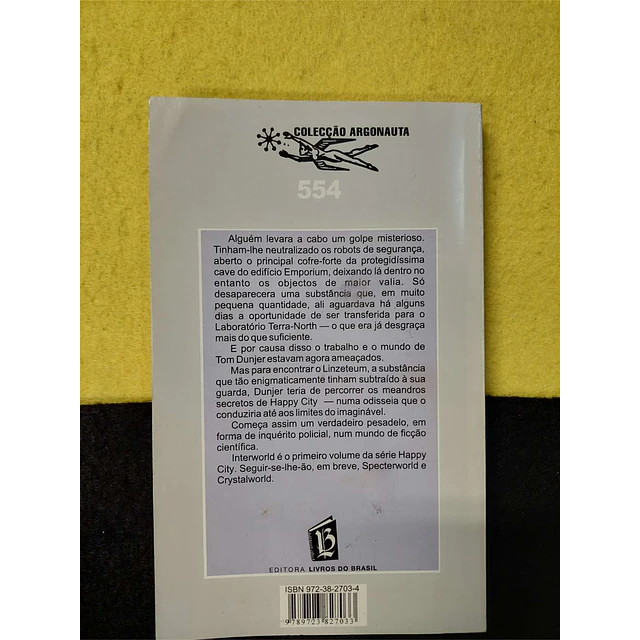 COLECÇÃO ARGONAUTA
554
Alguém levara a cabo um golpe misterioso.
Tinham-lhe neutralizado os robots de segurança,
aberto o principal cofre-forte da protegidíssima
cave do edifício Emporium, deixando lá dentro no
entanto os objectos de maior valia. Só
desaparecera uma substância que, em muito
pequena quantidade, ali aguardava há alguns
dias a oportunidade de ser transferida para o
Laboratório Terra-North — o que era já desgraça
mais do que suficiente.
E por causa disso o trabalho e o mundo de
Tom Dunjer estavam agora ameaçados.
Mas para encontrar o Linzeteum, a substância
que tão enigmaticamente tinham subtraído à sua
guarda, Dunjer teria de percorrer os meandros
secretos de Happy City — numa odisseia que o
conduziria até aos limites do imaginável.
Começa assim um verdadeiro pesadelo, em
forma de inquérito policial, num mundo de ficção
científica.
Interworld é o primeiro volume da série Happy
City. Seguir-se-lhe-ão, em breve, Specterworld e
Crystalworld.
EDITORA LIVROS DO BRASIL
ISBN 972-38-2703-4
9789723827033